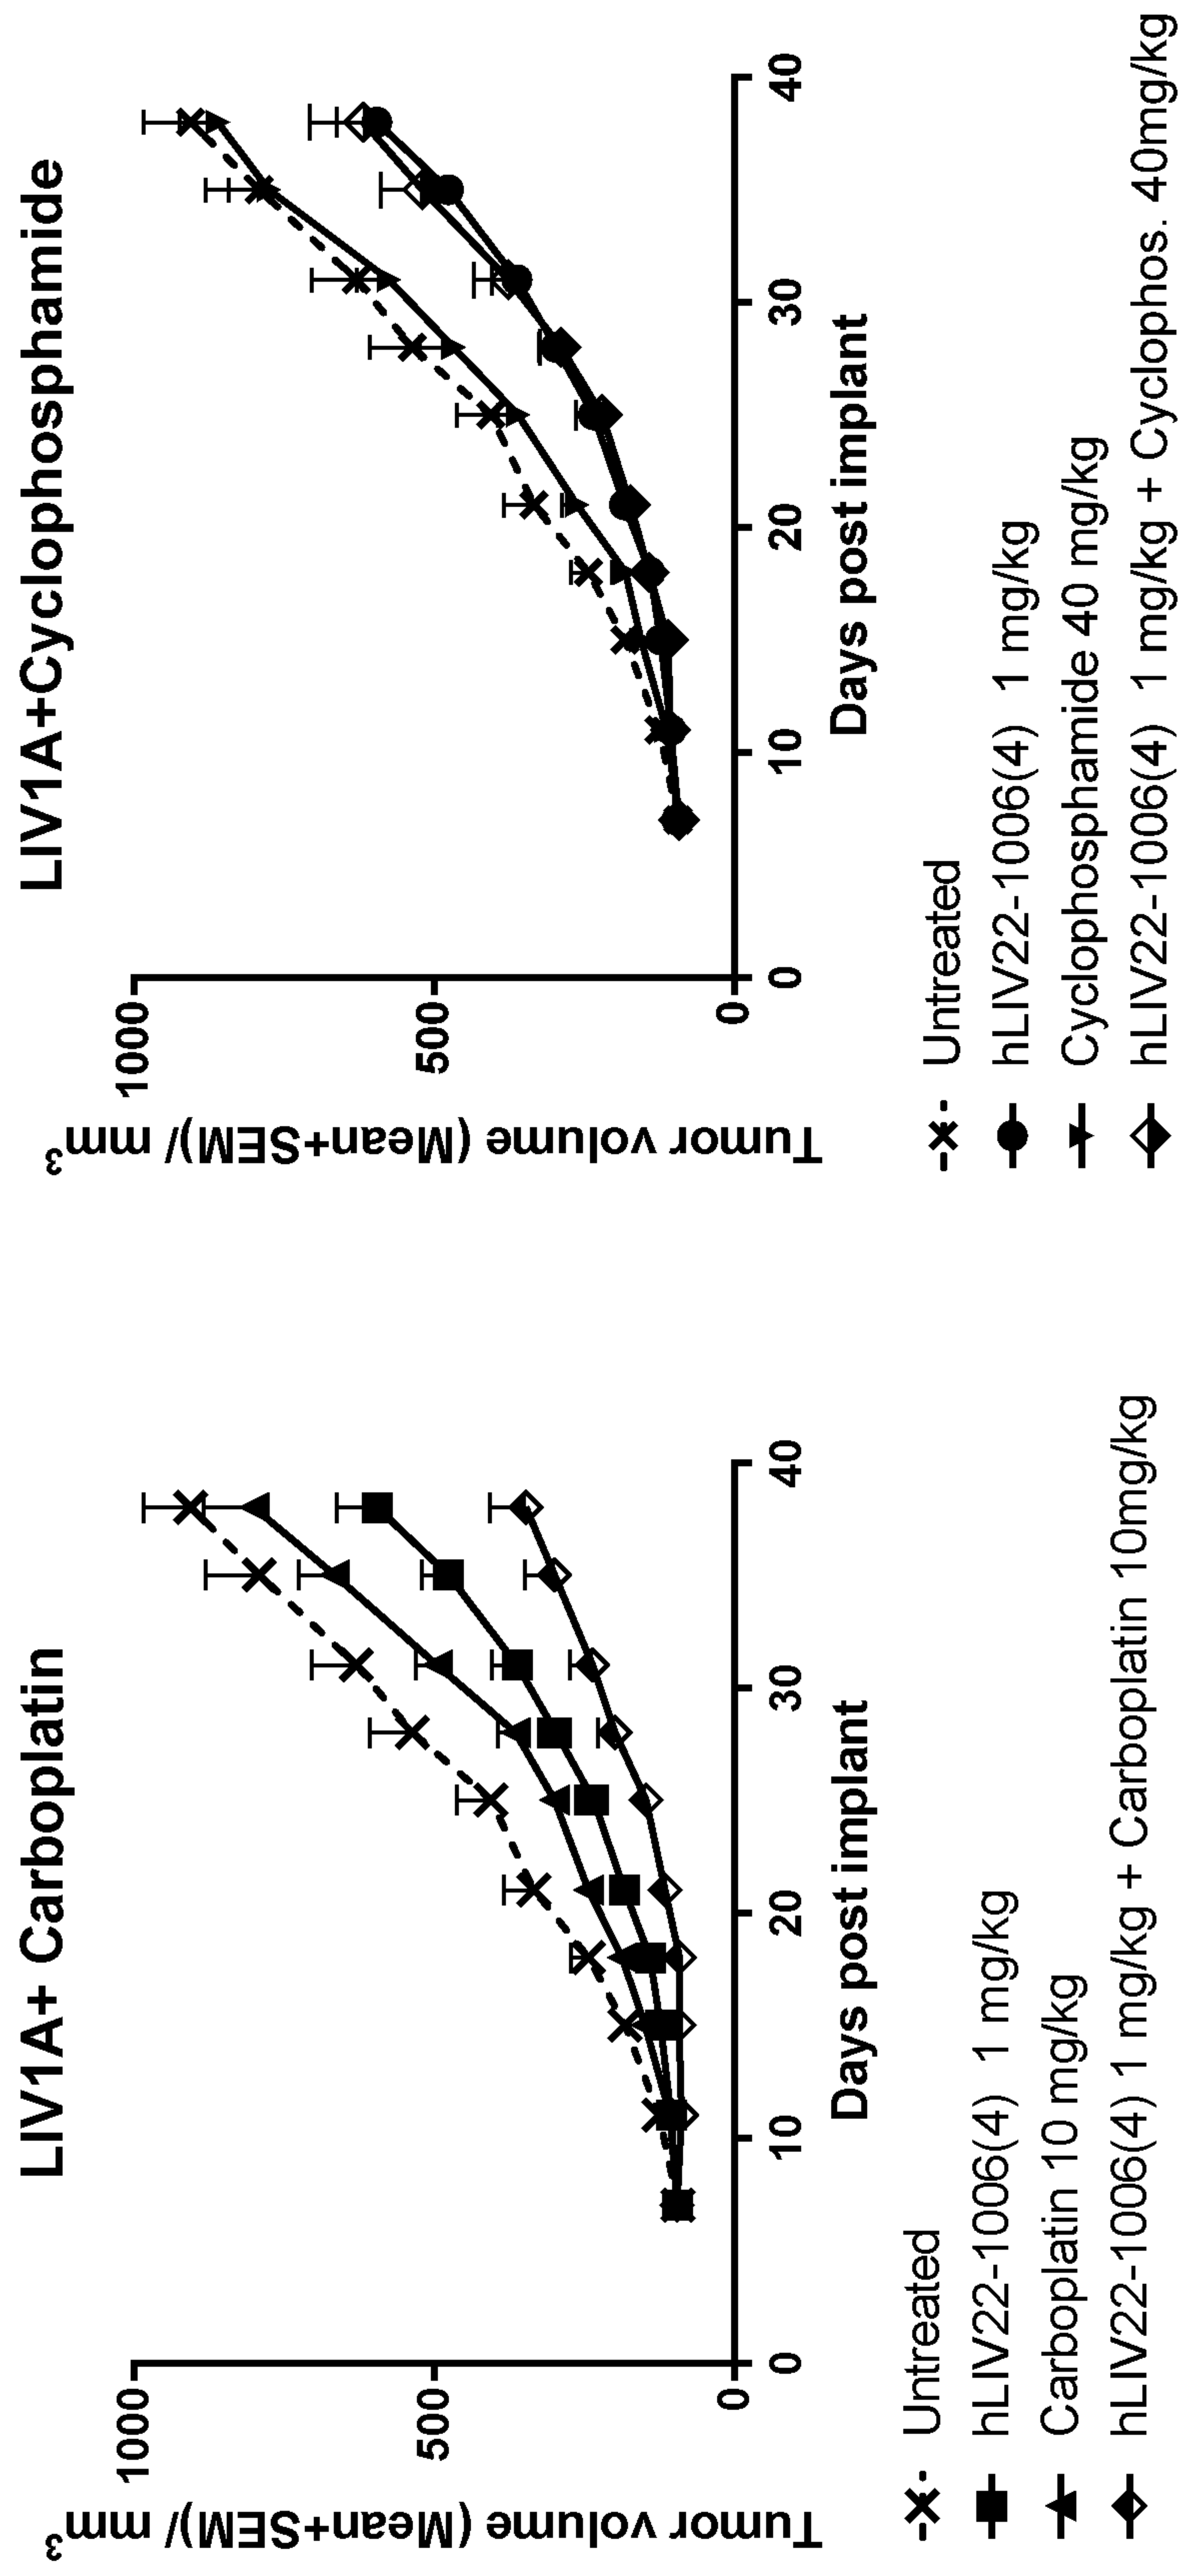 LIV1A+ Carboplatin
Tumor volume (Mean+SEM)/ mm³
1000
500
0
0
10
20
30
40
Days post implant
Untreated
hLIV22-1006(4) 1 mg/kg
Carboplatin 10 mg/kg
hLIV22-1006(4) 1 mg/kg + Carboplatin 10mg/kg
LIV1A+Cyclophosphamide
Tumor volume (Mean+SEM)/ mm³
1000
500
0
0
10
20
30
40
Days post implant
Untreated
hLIV22-1006(4) 1 mg/kg
Cyclophosphamide 40 mg/kg
hLIV22-1006(4) 1 mg/kg + Cyclophos. 40mg/kg